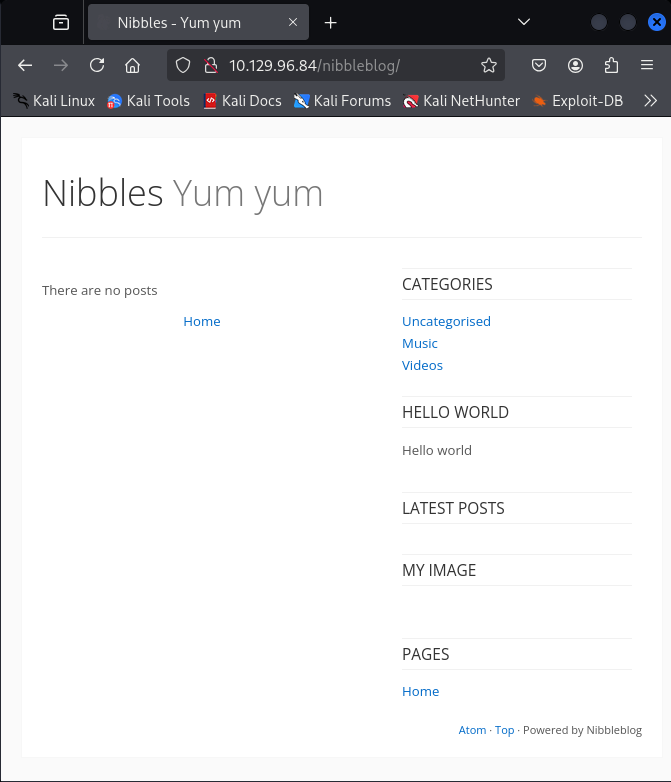 Nibbles - Yum yum
10.129.96.84/nibbleblog/
Kali Linux Kali Tools Kali Docs Kali Forums Kali NetHunter Exploit-DB
Nibbles Yum yum
There are no posts
Home
CATEGORIES
Uncategorised
Music
Videos
HELLO WORLD
Hello world
LATEST POSTS
MY IMAGE
PAGES
Home
Atom · Top · Powered by Nibbleblog